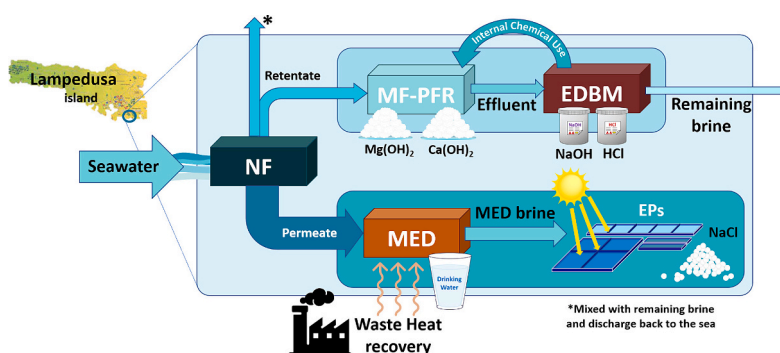 *
Lampedusa
island
Seawater
NF
Retentate
Permeate
Internal Chemical Use
MF-PFR
Effluent
EDBM
Remaining
brine
Mg(OH)₂
Ca(OH)₂
NaOH
HCl
NaOH
HCl
MED
MED brine
EPs
NaCl
Drinking
Water
Waste Heat
recovery
*Mixed with remaining brine
and discharge back to the sea